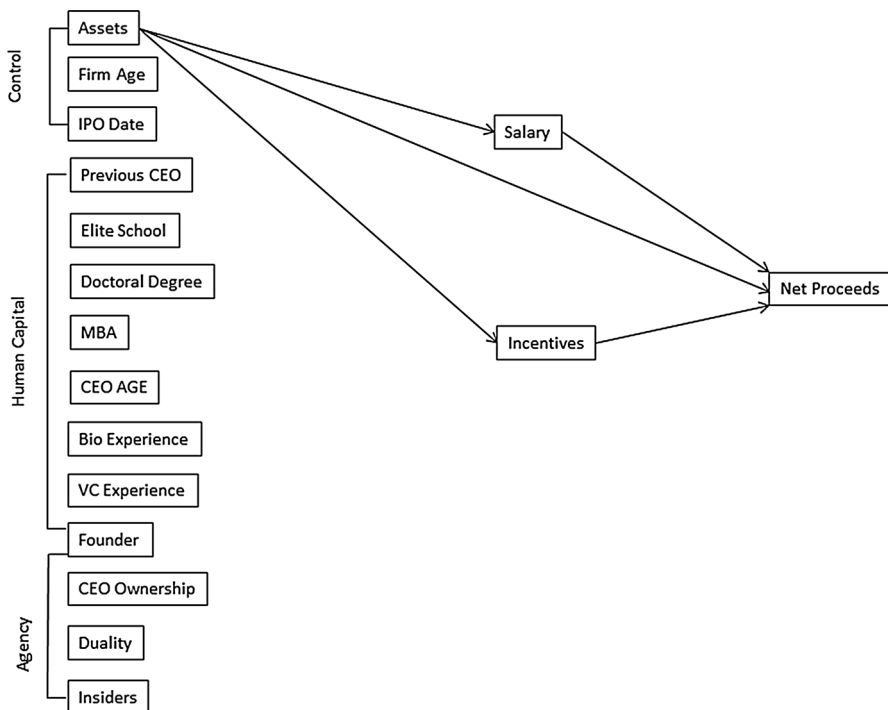 Control
Assets
Firm Age
IPO Date
Human Capital
Previous CEO
Elite School
Doctoral Degree
MBA
CEO AGE
Bio Experience
VC Experience
Founder
Agency
CEO Ownership
Duality
Insiders
Salary
Incentives
Net Proceeds